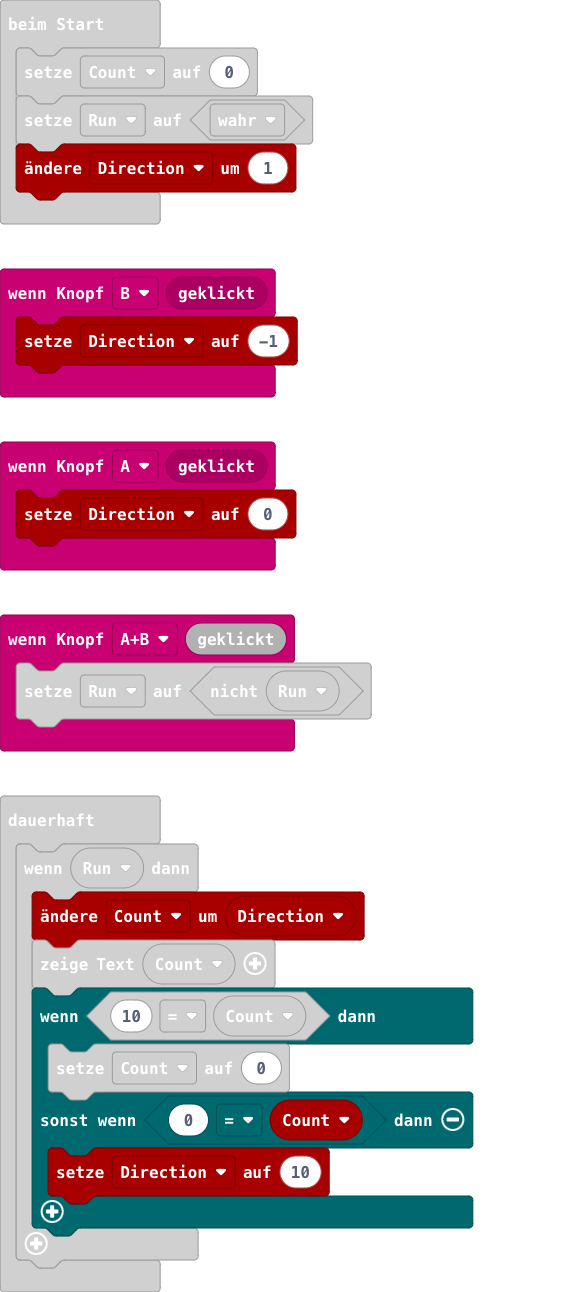 beim Start
setze Count auf 0
setze Run auf wahr
ändere Direction um 1
wenn Knopf B geklickt
setze Direction auf −1
wenn Knopf A geklickt
setze Direction auf 0
wenn Knopf A+B geklickt
setze Run auf nicht Run
dauerhaft
wenn Run dann
ändere Count um Direction
zeige Text Count
wenn 10 = Count dann
setze Count auf 0
sonst wenn 0 = Count dann
setze Direction auf 10